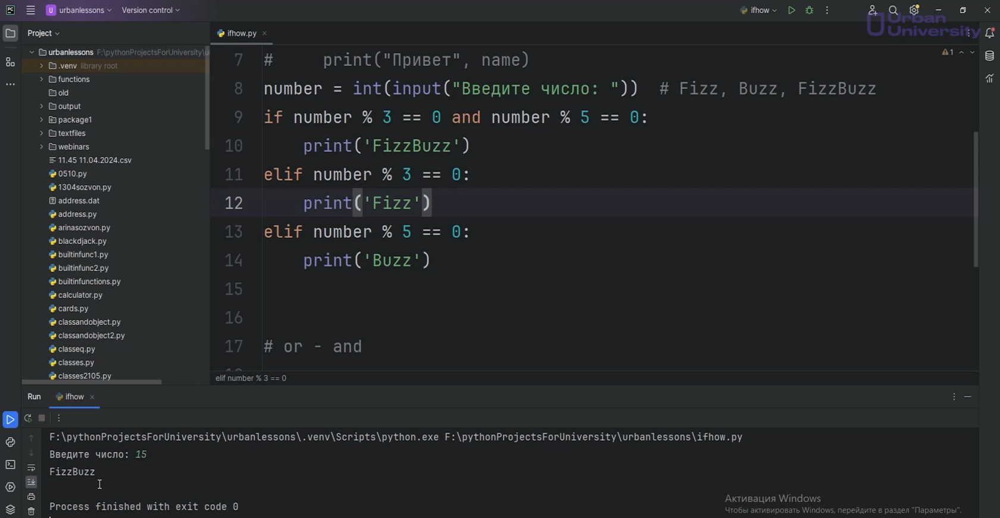 urbanlessons
Version control
ifhow
Urban
University
Project
ifhow.py
urbanlessons F:\pythonProjectsForUniversity\u
.venv library root
functions
old
output
package1
textfiles
webinars
11.45 11.04.2024.csv
0510.py
1304sozvon.py
address.dat
address.py
arinasozvon.py
blackdjack.py
builtinfunc1.py
builtinfunc2.py
builtinfunctions.py
calculator.py
cards.py
classandobject.py
classandobject2.py
classeq.py
classes.py
classes2105.py
1
7 #     print("Привет", name)
8 number = int(input("Введите число: "))  # Fizz, Buzz, FizzBuzz
9 if number % 3 == 0 and number % 5 == 0:
10     print('FizzBuzz')
11 elif number % 3 == 0:
12     print('Fizz')
13 elif number % 5 == 0:
14     print('Buzz')
15
16
17 # or - and
elif number % 3 == 0
Run ifhow
F:\pythonProjectsForUniversity\urbanlessons\.venv\Scripts\python.exe F:\pythonProjectsForUniversity\urbanlessons\ifhow.py
Введите число: 15
FizzBuzz
Process finished with exit code 0
Активация Windows
Чтобы активировать Windows, перейдите в раздел "Параметры".